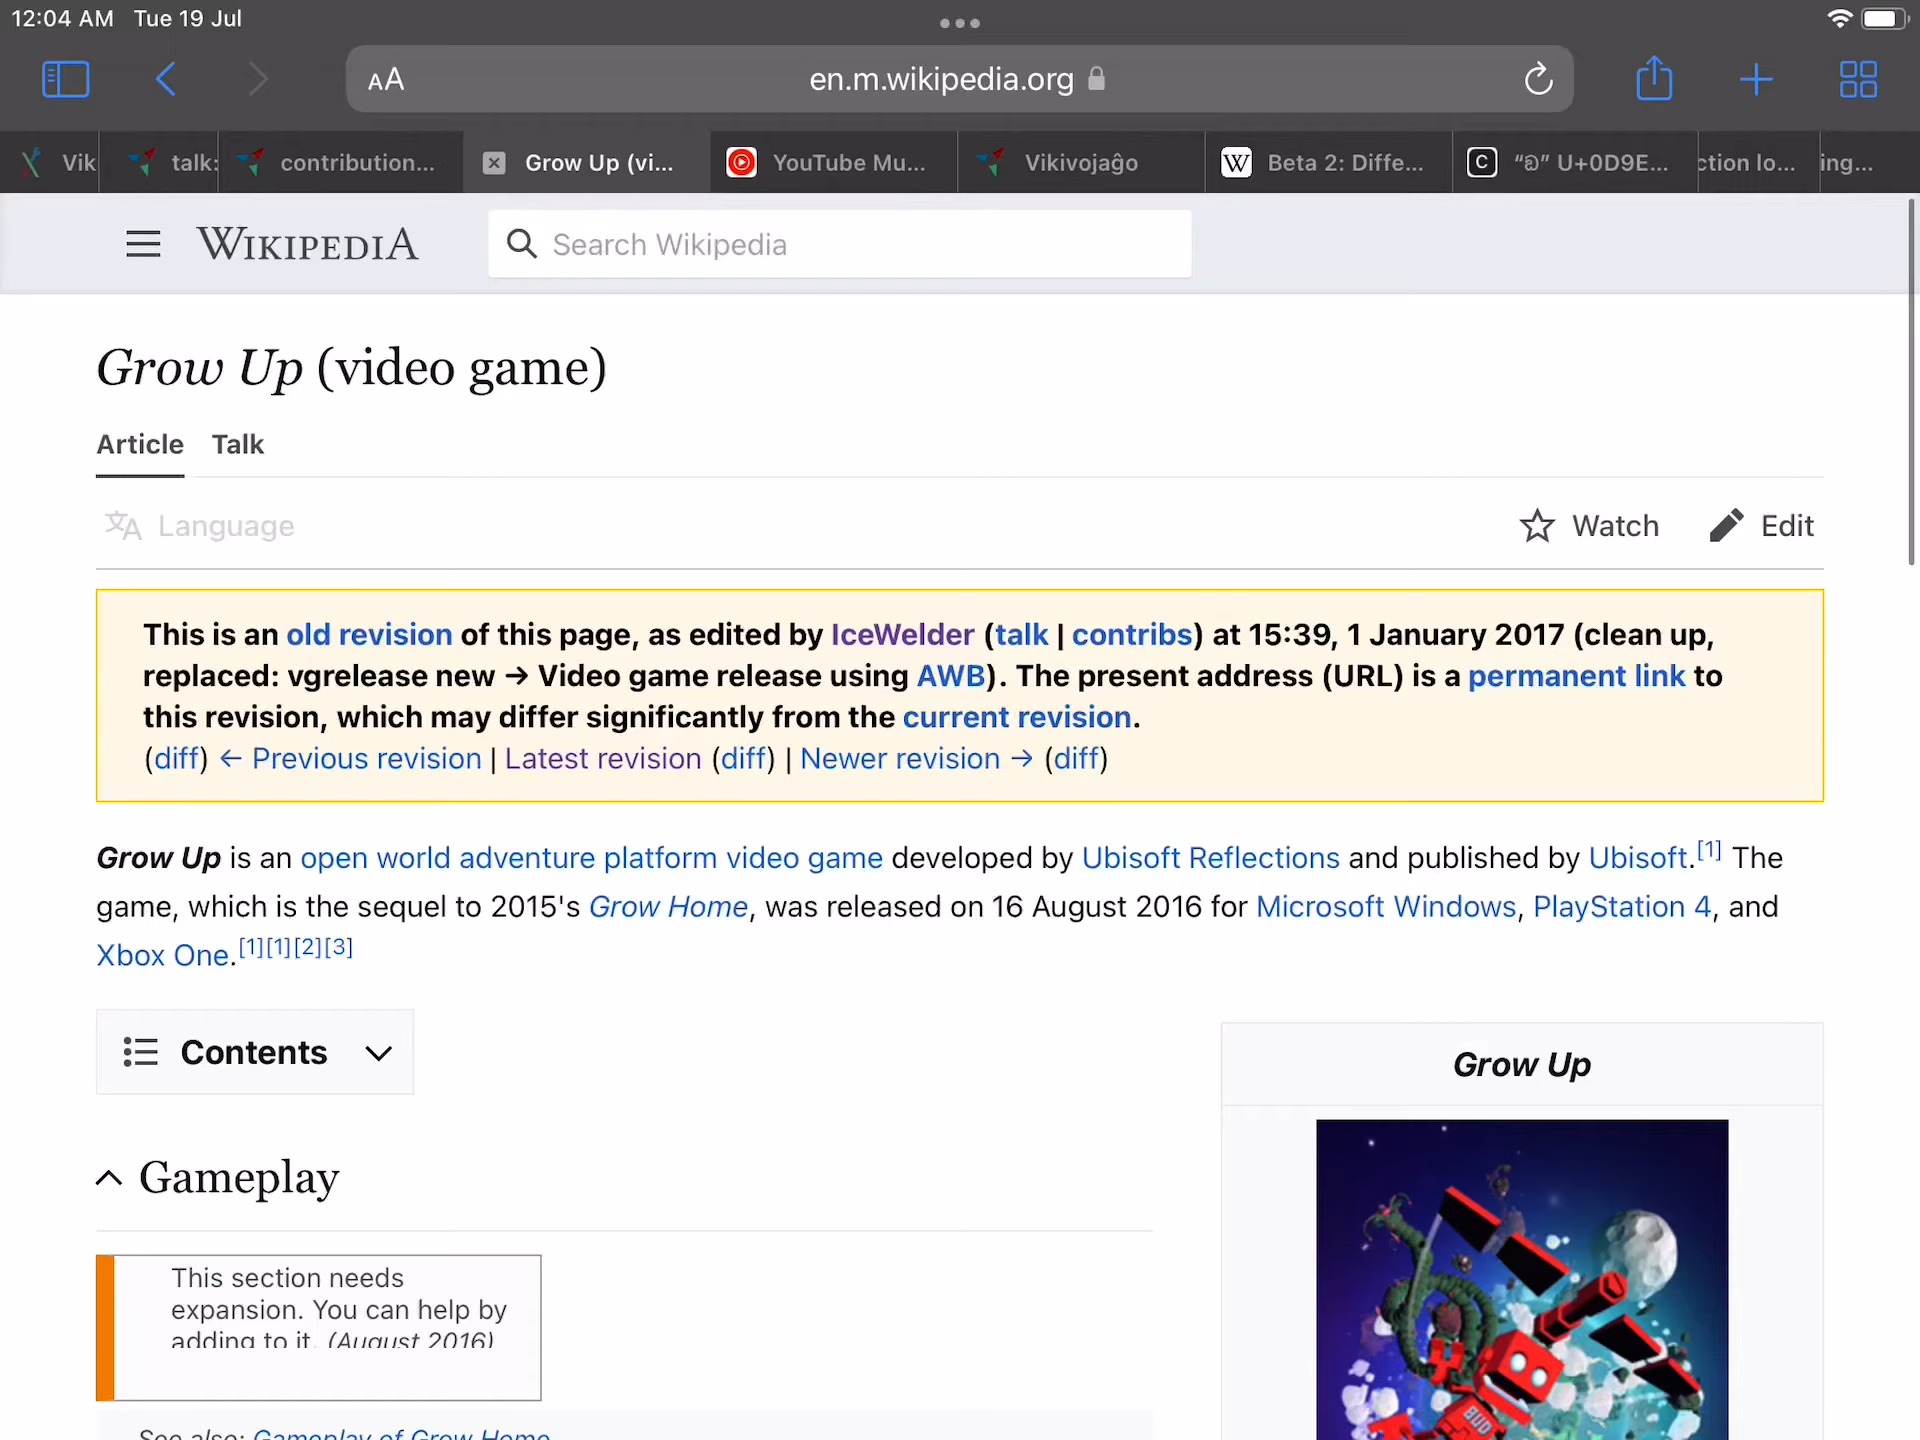 12:04 AM Tue 19 Jul
AA en.m.wikipedia.org
Vik talk: contribution... Grow Up (vi... YouTube Mu... Vikivojaĝo Beta 2: Diffe... C “ඞ” U+0D9E... ction lo... ing...
WIKIPEDIA Search Wikipedia
Grow Up (video game)
Article Talk
Language Watch Edit
This is an old revision of this page, as edited by IceWelder (talk | contribs) at 15:39, 1 January 2017 (clean up,
replaced: vgrelease new → Video game release using AWB). The present address (URL) is a permanent link to
this revision, which may differ significantly from the current revision.
(diff) ← Previous revision | Latest revision (diff) | Newer revision → (diff)
Grow Up is an open world adventure platform video game developed by Ubisoft Reflections and published by Ubisoft.[1] The
game, which is the sequel to 2015's Grow Home, was released on 16 August 2016 for Microsoft Windows, PlayStation 4, and
Xbox One.[1][1][2][3]
Contents
Grow Up
Gameplay
This section needs
expansion. You can help by
adding to it. (August 2016)
BUD
See also: Gameplay of Grow Home